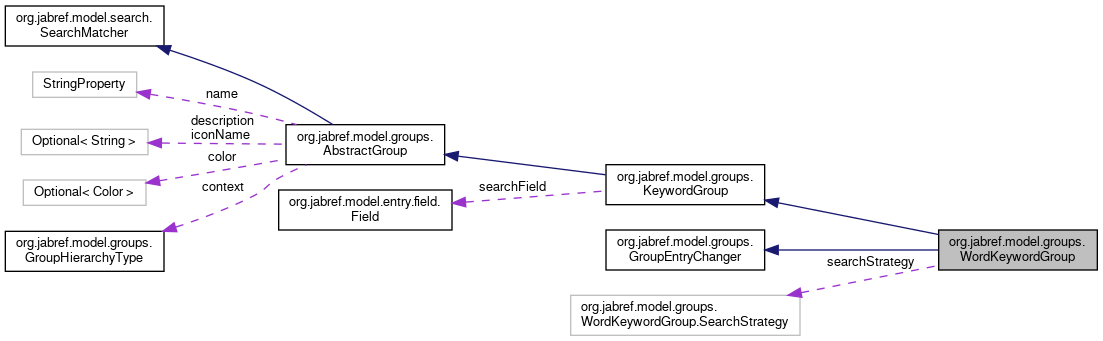 org.jabref.model.search.
SearchMatcher
StringProperty
name
description
iconName
Optional< String >
color
Optional< Color >
context
org.jabref.model.groups.
GroupHierarchyType
org.jabref.model.groups.
AbstractGroup
org.jabref.model.entry.field.
Field
searchField
org.jabref.model.groups.
KeywordGroup
org.jabref.model.groups.
GroupEntryChanger
searchStrategy
org.jabref.model.groups.
WordKeywordGroup.SearchStrategy
org.jabref.model.groups.
WordKeywordGroup